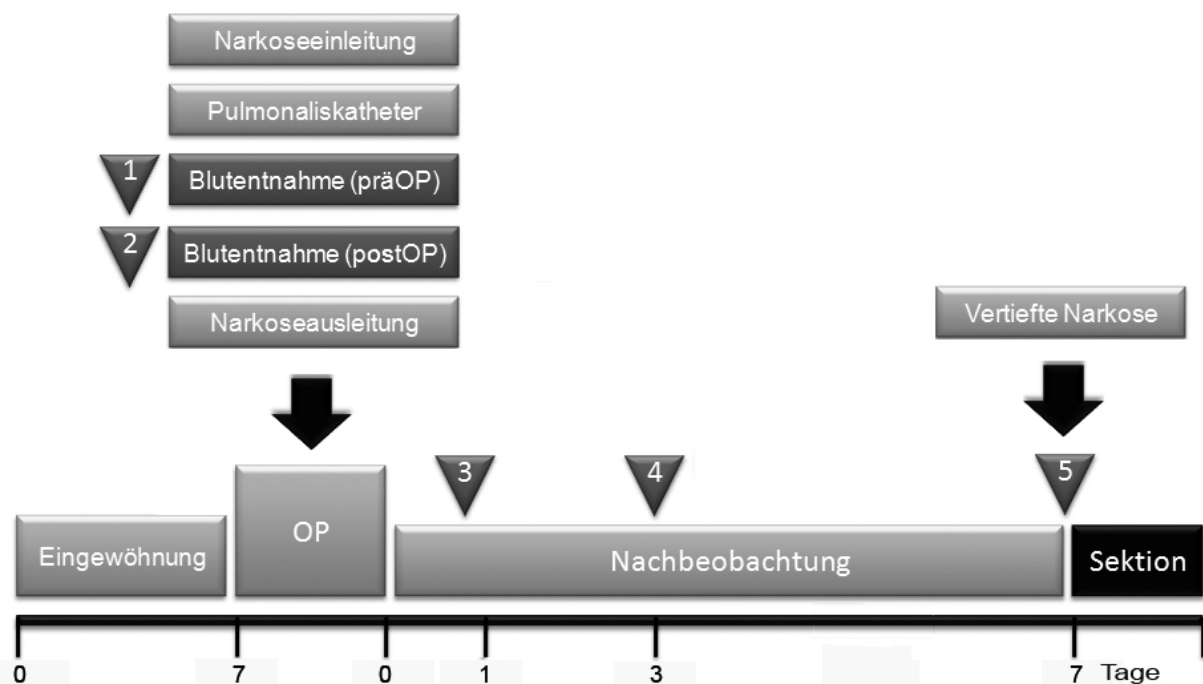 Narkoseeinleitung
Pulmonaliskatheter
1
Blutentnahme (präOP)
2
Blutentnahme (postOP)
Narkoseausleitung
Vertiefte Narkose
3
4
5
Eingewöhnung
OP
Nachbeobachtung
Sektion
0 7 0 1 3 7 Tage